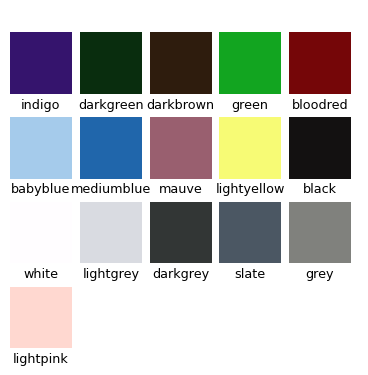 indigo darkgreen darkbrown green bloodred
babyblue mediumblue mauve lightyellow black
white lightgrey darkgrey slate grey
lightpink